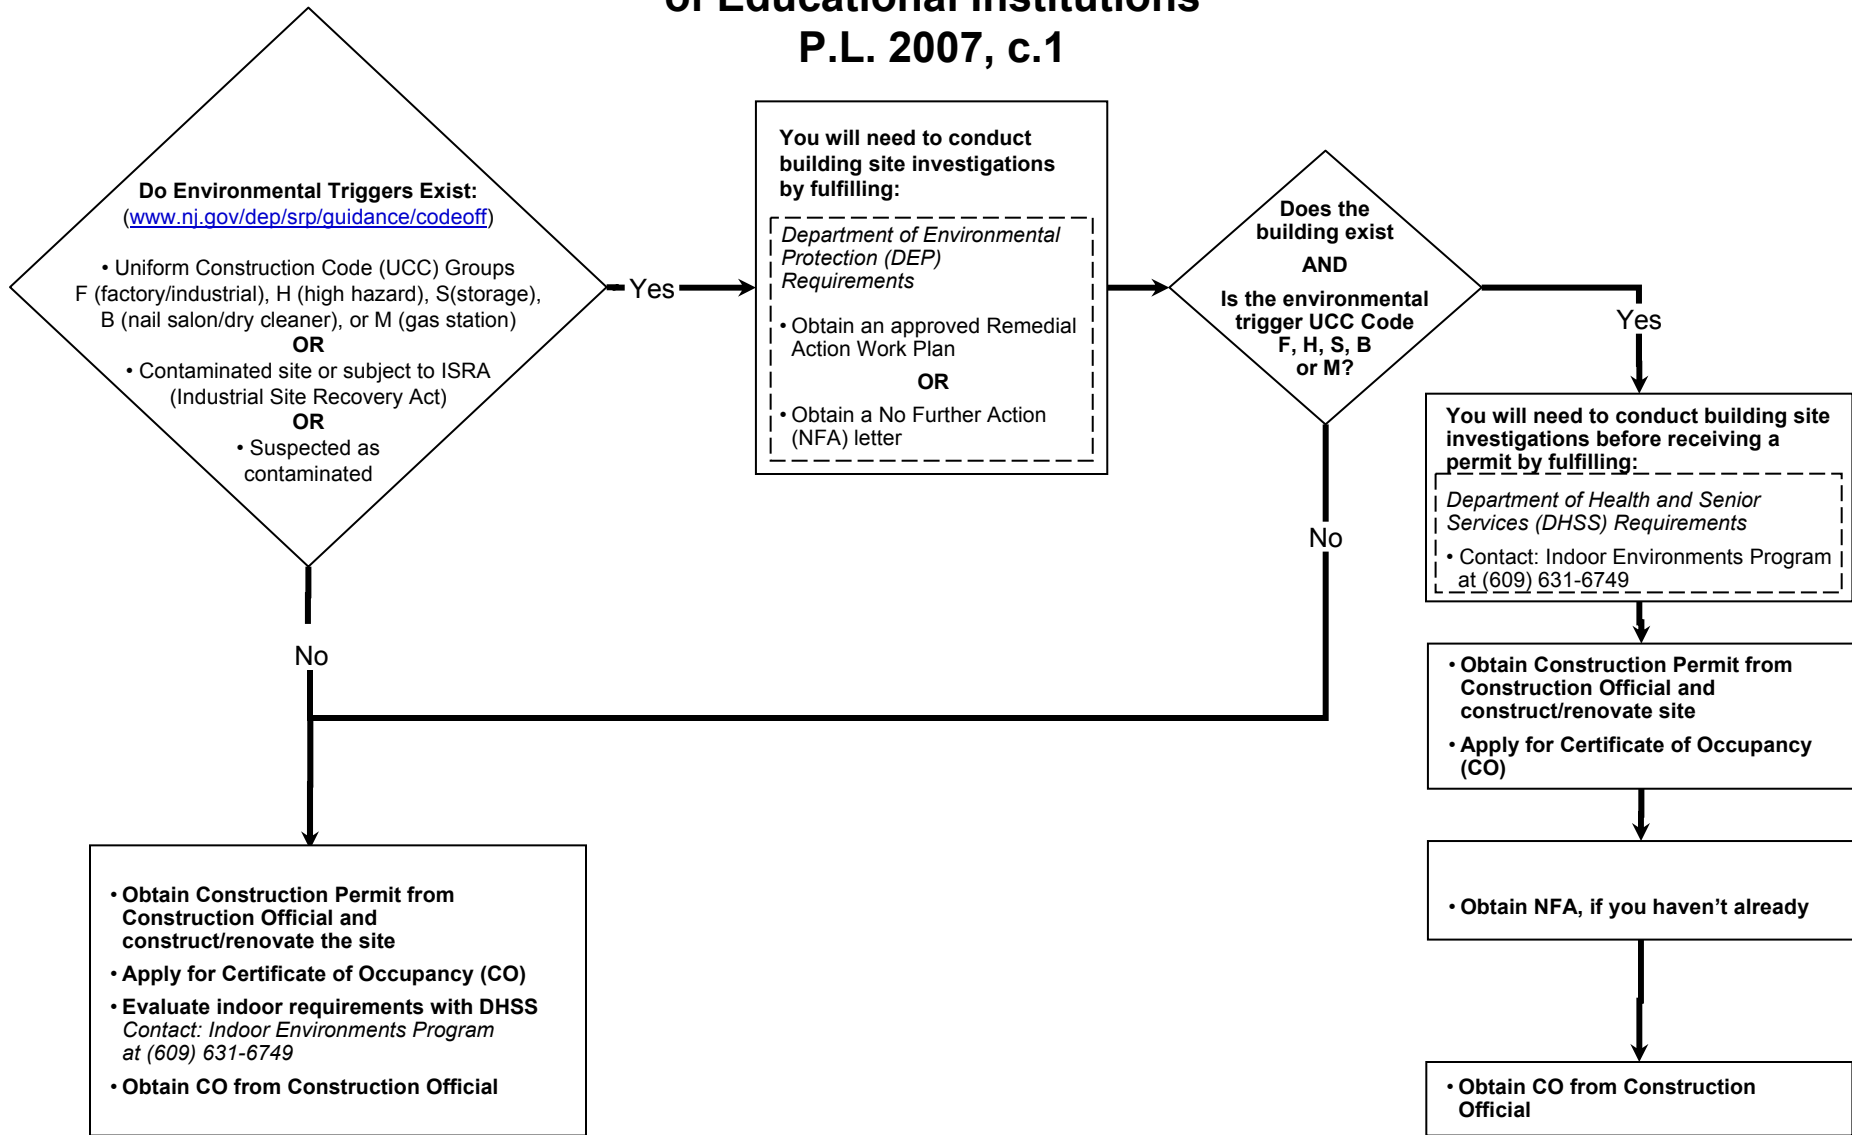 of Educational Institutions
P.L. 2007, c.1
Do Environmental Triggers Exist:
(www.nj.gov/dep/srp/guidance/codeoff)
• Uniform Construction Code (UCC) Groups
F (factory/industrial), H (high hazard), S(storage),
B (nail salon/dry cleaner), or M (gas station)
OR
• Contaminated site or subject to ISRA
(Industrial Site Recovery Act)
OR
• Suspected as
contaminated
Yes
You will need to conduct
building site investigations
by fulfilling:
Department of Environmental
Protection (DEP)
Requirements
• Obtain an approved Remedial
Action Work Plan
OR
• Obtain a No Further Action
(NFA) letter
Does the
building exist
AND
Is the environmental
trigger UCC Code
F, H, S, B
or M?
Yes
You will need to conduct building site
investigations before receiving a
permit by fulfilling:
Department of Health and Senior
Services (DHSS) Requirements
• Contact: Indoor Environments Program
at (609) 631-6749
No
No
• Obtain Construction Permit from
Construction Official and
construct/renovate site
• Apply for Certificate of Occupancy
(CO)
• Obtain NFA, if you haven’t already
• Obtain CO from Construction
Official
• Obtain Construction Permit from
Construction Official and
construct/renovate the site
• Apply for Certificate of Occupancy (CO)
• Evaluate indoor requirements with DHSS
Contact: Indoor Environments Program
at (609) 631-6749
• Obtain CO from Construction Official